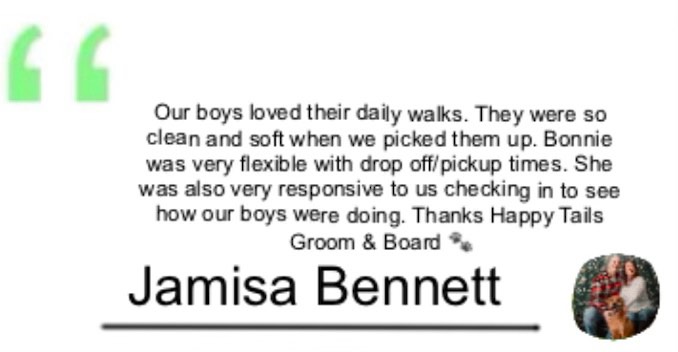 Our boys loved their daily walks. They were so
clean and soft when we picked them up. Bonnie
was very flexible with drop off/pickup times. She
was also very responsive to us checking in to see
how our boys were doing. Thanks Happy Tails
Groom & Board 🐾
Jamisa Bennett